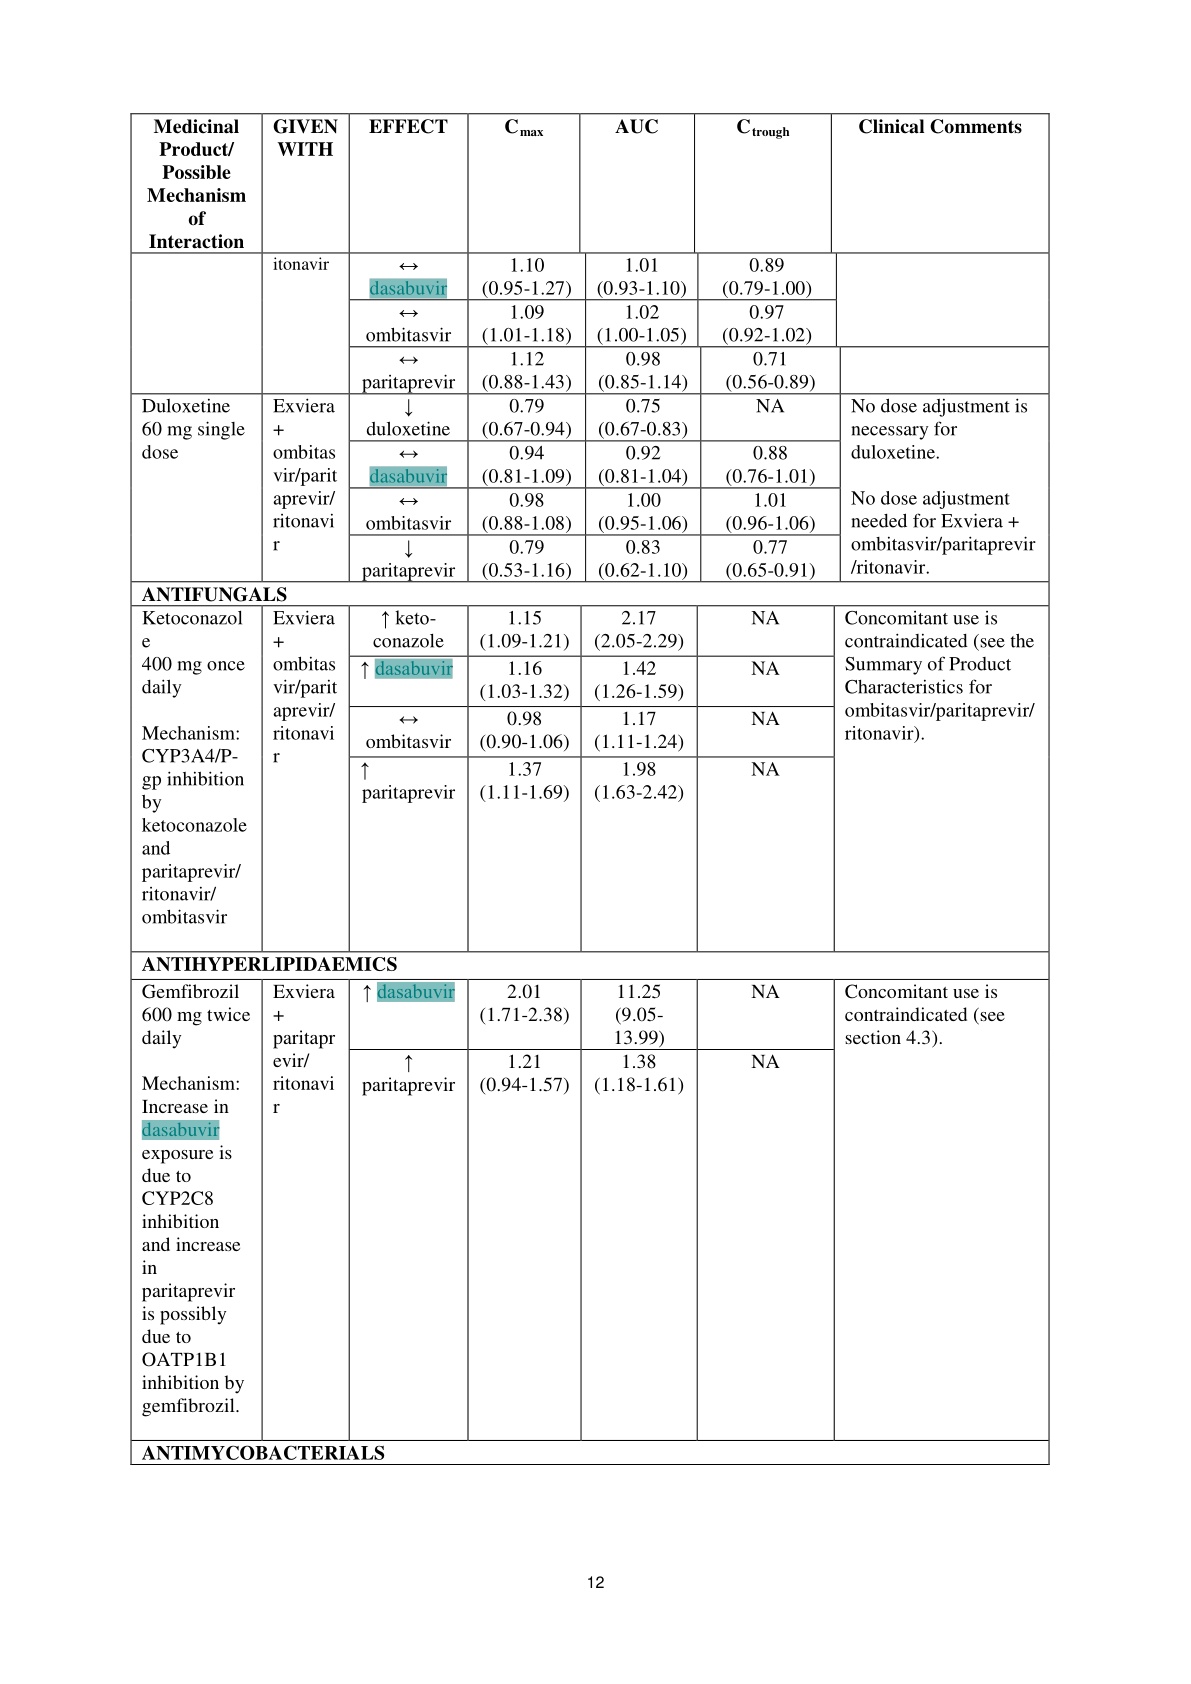 Medicinal
Product/
Possible
Mechanism
of
Interaction
GIVEN
WITH
EFFECT
Cmax
AUC
Ctrough
Clinical Comments
itonavir
↔
dasabuvir
1.10
(0.95-1.27)
1.01
(0.93-1.10)
0.89
(0.79-1.00)
↔
ombitasvir
1.09
(1.01-1.18)
1.02
(1.00-1.05)
0.97
(0.92-1.02)
↔
paritaprevir
1.12
(0.88-1.43)
0.98
(0.85-1.14)
0.71
(0.56-0.89)
Duloxetine
60 mg single
dose
Exviera
+
ombitas
vir/parit
aprevir/
ritonavi
r
↓
duloxetine
0.79
(0.67-0.94)
0.75
(0.67-0.83)
NA
No dose adjustment is
necessary for
duloxetine.
No dose adjustment
needed for Exviera +
ombitasvir/paritaprevir
/ritonavir.
↔
dasabuvir
0.94
(0.81-1.09)
0.92
(0.81-1.04)
0.88
(0.76-1.01)
↔
ombitasvir
0.98
(0.88-1.08)
1.00
(0.95-1.06)
1.01
(0.96-1.06)
↓
paritaprevir
0.79
(0.53-1.16)
0.83
(0.62-1.10)
0.77
(0.65-0.91)
ANTIFUNGALS
Ketoconazol
e
400 mg once
daily
Mechanism:
CYP3A4/P-
gp inhibition
by
ketoconazole
and
paritaprevir/
ritonavir/
ombitasvir
Exviera
+
ombitas
vir/parit
aprevir/
ritonavi
r
↑ keto-
conazole
1.15
(1.09-1.21)
2.17
(2.05-2.29)
NA
Concomitant use is
contraindicated (see the
Summary of Product
Characteristics for
ombitasvir/paritaprevir/
ritonavir).
↑ dasabuvir
1.16
(1.03-1.32)
1.42
(1.26-1.59)
NA
↔
ombitasvir
0.98
(0.90-1.06)
1.17
(1.11-1.24)
NA
↑
paritaprevir
1.37
(1.11-1.69)
1.98
(1.63-2.42)
NA
ANTIHYPERLIPIDAEMICS
Gemfibrozil
600 mg twice
daily
Mechanism:
Increase in
dasabuvir
exposure is
due to
CYP2C8
inhibition
and increase
in
paritaprevir
is possibly
due to
OATP1B1
inhibition by
gemfibrozil.
Exviera
+
paritapr
evir/
ritonavi
r
↑ dasabuvir
2.01
(1.71-2.38)
11.25
(9.05-
13.99)
NA
Concomitant use is
contraindicated (see
section 4.3).
↑
paritaprevir
1.21
(0.94-1.57)
1.38
(1.18-1.61)
NA
ANTIMYCOBACTERIALS
12